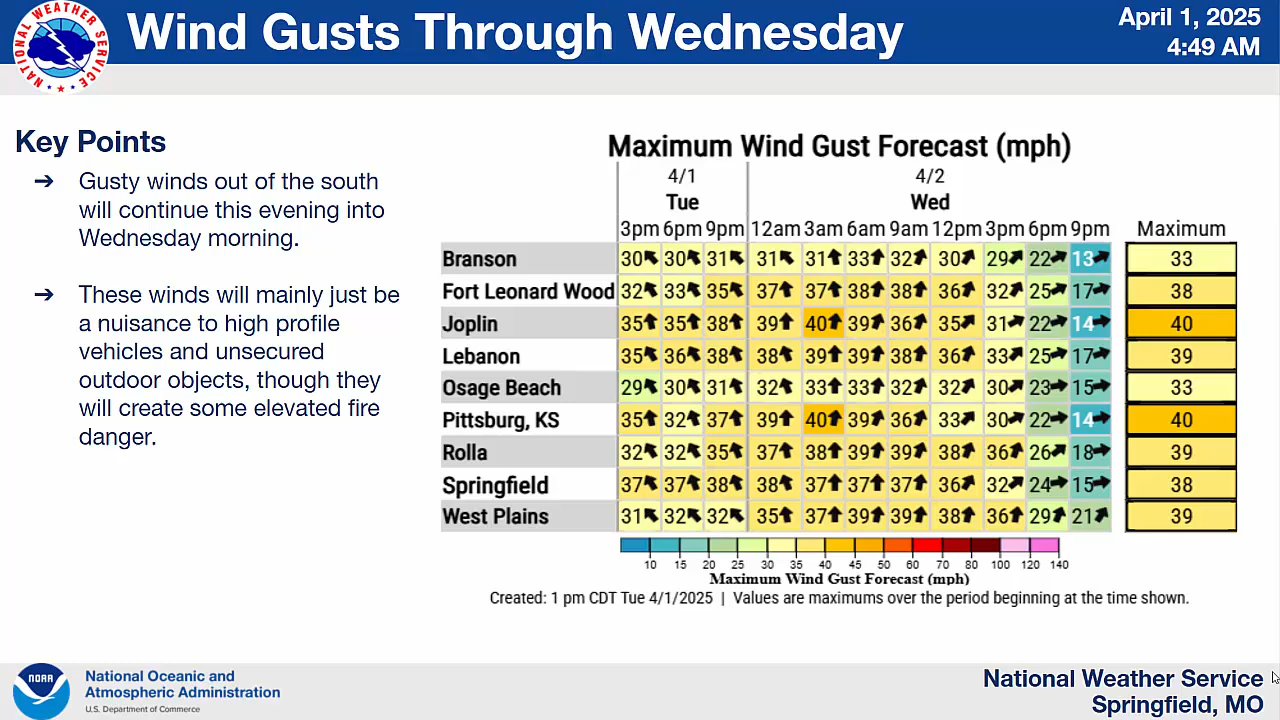 NATIONAL WEATHER SERVICE
Wind Gusts Through Wednesday
April 1, 2025
4:49 AM
Key Points
➔ Gusty winds out of the south
will continue this evening into
Wednesday morning.
➔ These winds will mainly just be
a nuisance to high profile
vehicles and unsecured
outdoor objects, though they
will create some elevated fire
danger.
Maximum Wind Gust Forecast (mph)
4/1 4/2
Tue Wed
3pm 6pm 9pm 12am 3am 6am 9am 12pm 3pm 6pm 9pm Maximum
Branson 30 30 31 31 31 33 32 30 29 22 13 33
Fort Leonard Wood 32 33 35 37 37 38 38 36 32 25 17 38
Joplin 35 35 38 39 40 39 36 35 31 22 14 40
Lebanon 35 36 38 38 39 39 38 36 33 25 17 39
Osage Beach 29 30 31 32 33 33 32 32 30 23 15 33
Pittsburg, KS 35 32 37 39 40 39 36 33 30 22 14 40
Rolla 32 32 35 37 38 39 39 38 36 26 18 39
Springfield 37 37 38 38 37 37 37 36 32 24 15 38
West Plains 31 32 32 35 37 39 39 38 36 29 21 39
10 15 20 25 30 35 40 45 50 60 70 80 100 120 140
Maximum Wind Gust Forecast (mph)
Created: 1 pm CDT Tue 4/1/2025 | Values are maximums over the period beginning at the time shown.
NOAA
National Oceanic and
Atmospheric Administration
U.S. Department of Commerce
National Weather Service
Springfield, MO